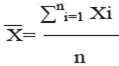 X̅ = ∑ⁿᵢ₌₁ Xi
n